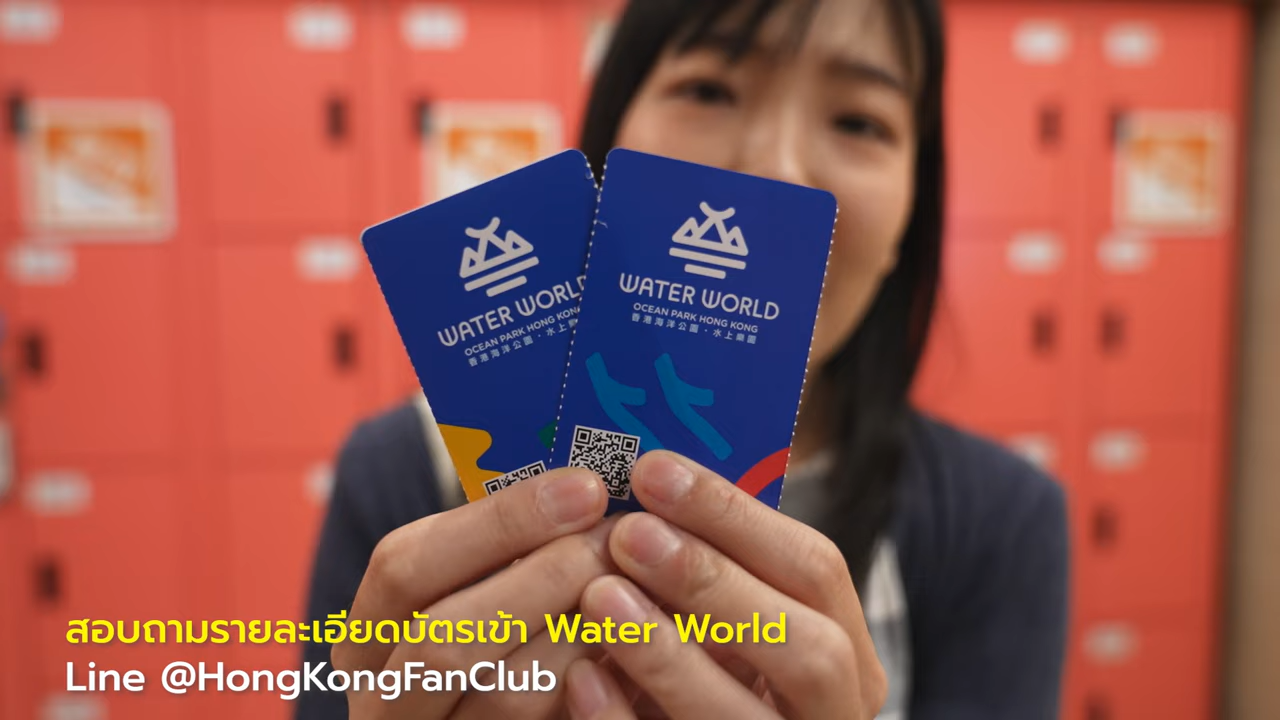 WATER WORLD
OCEAN PARK HONG KONG
香港海洋公園・水上樂園
WATER WORLD
OCEAN PARK HONG KONG
香港海洋公園・水上
สอบถามรายละเอียดบัตรเข้า Water World
Line @HongKongFanClub